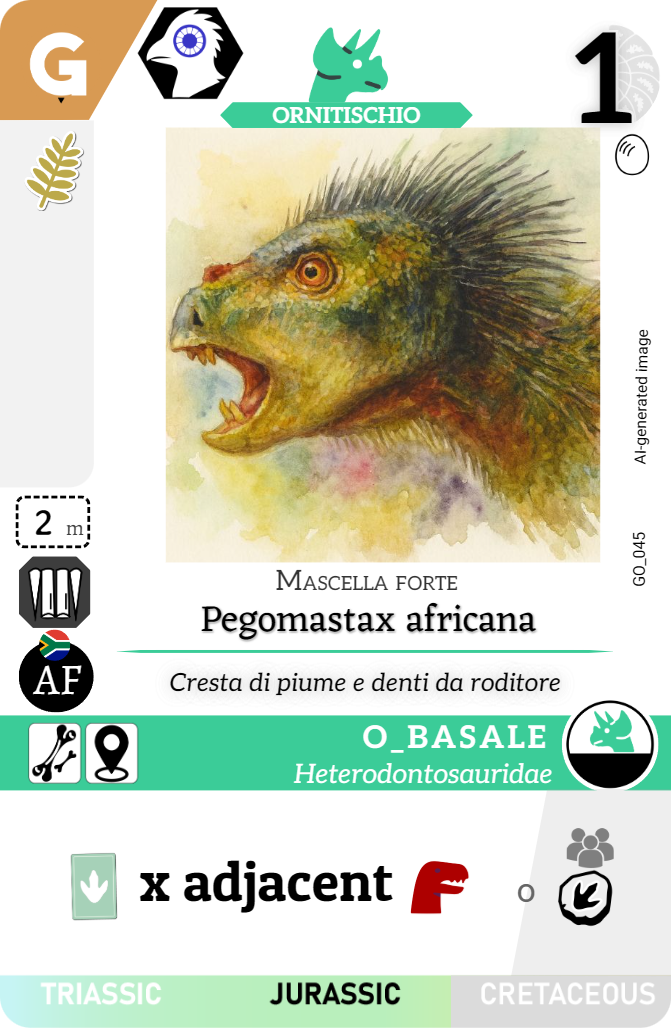 G
ORNITISCHIO
1
AI-generated image
GO_045
2 m
AF
Mascella forte
Pegomastax africana
Cresta di piume e denti da roditore
O_BASALE
Heterodontosauridae
x adjacent
o
TRIASSIC JURASSIC CRETACEOUS